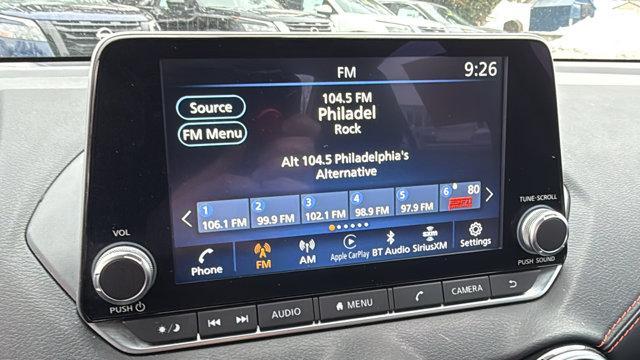 FM 9:26
Source
FM Menu
104.5 FM
Philadel
Rock
Alt 104.5 Philadelphia's
Alternative
1 106.1 FM
2 99.9 FM
3 102.1 FM
4 98.9 FM
5 97.9 FM
6 80
Phone
FM
AM
Apple CarPlay
BT Audio
SXM
SiriusXM
Settings
VOL
PUSH
TUNE·SCROLL
PUSH SOUND
AUDIO
MENU
CAMERA